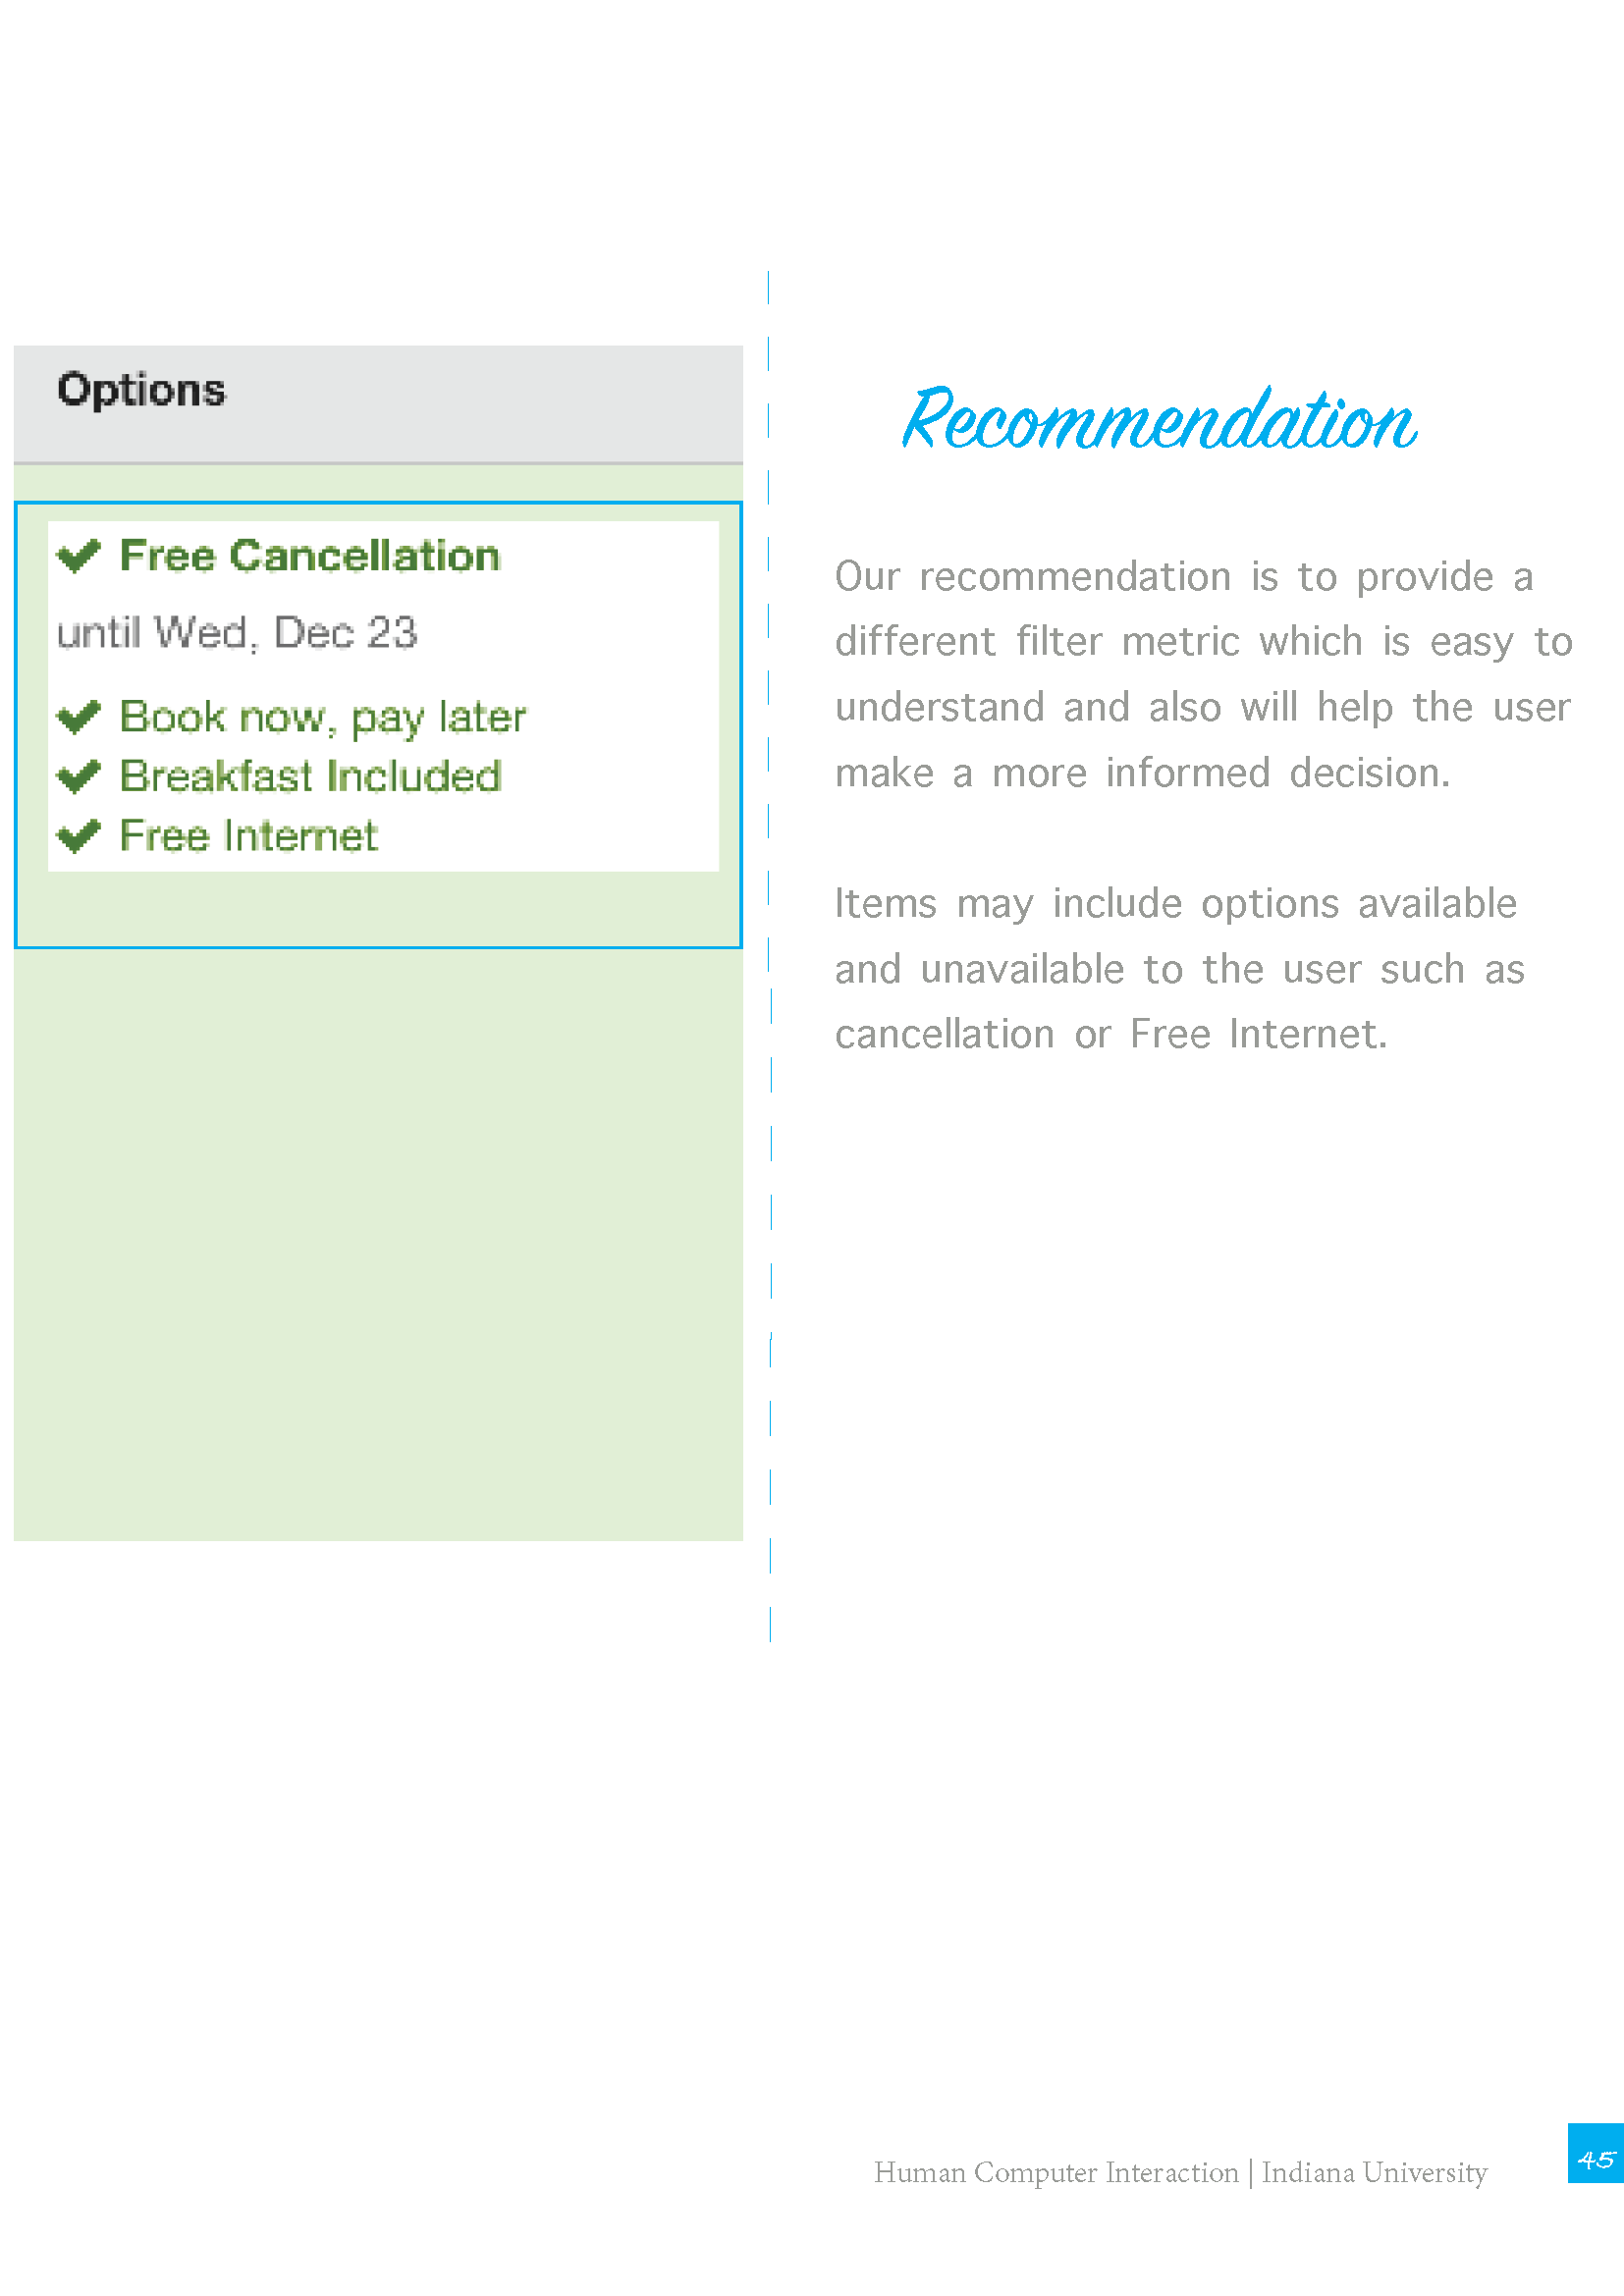 Options
Free Cancellation
until Wed, Dec 23
Book now, pay later
Breakfast Included
Free Internet
Recommendation
Our recommendation is to provide a
different filter metric which is easy to
understand and also will help the user
make a more informed decision.
Items may include options available
and unavailable to the user such as
cancellation or Free Internet.
Human Computer Interaction | Indiana University
45